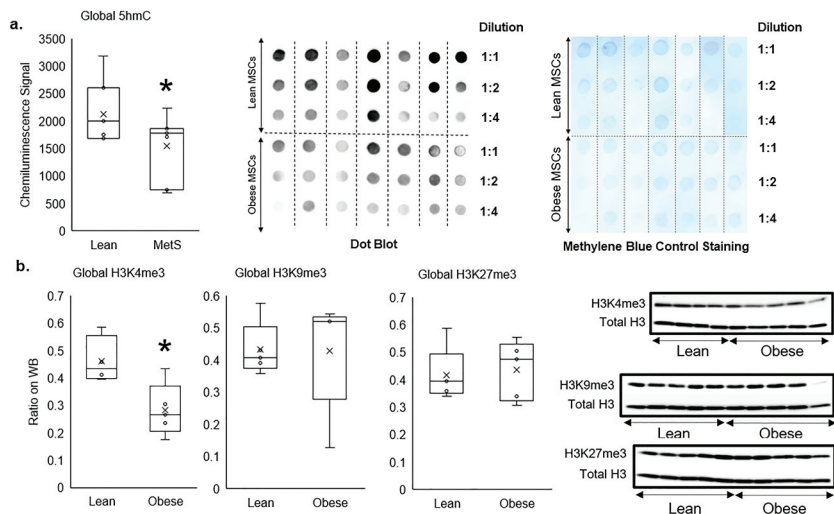 a.
Global 5hmC
Chemiluminescence Signal
3500
3000
2500
2000
1500
1000
500
0
*
Lean
MetS
Lean MSCs
Obese MSCs
Dilution
1:1
1:2
1:4
1:1
1:2
1:4
Dot Blot
Lean MSCs
Obese MSCs
Dilution
1:1
1:2
1:4
1:1
1:2
1:4
Methylene Blue Control Staining
b.
Global H3K4me3
Ratio on WB
0.7
0.6
0.5
0.4
0.3
0.2
0.1
0
*
Lean
Obese
Global H3K9me3
0.6
0.5
0.4
0.3
0.2
0.1
0
Lean
Obese
Global H3K27me3
0.7
0.6
0.5
0.4
0.3
0.2
0.1
0
Lean
Obese
H3K4me3
Total H3
Lean
Obese
H3K9me3
Total H3
Lean
Obese
H3K27me3
Total H3
Lean
Obese